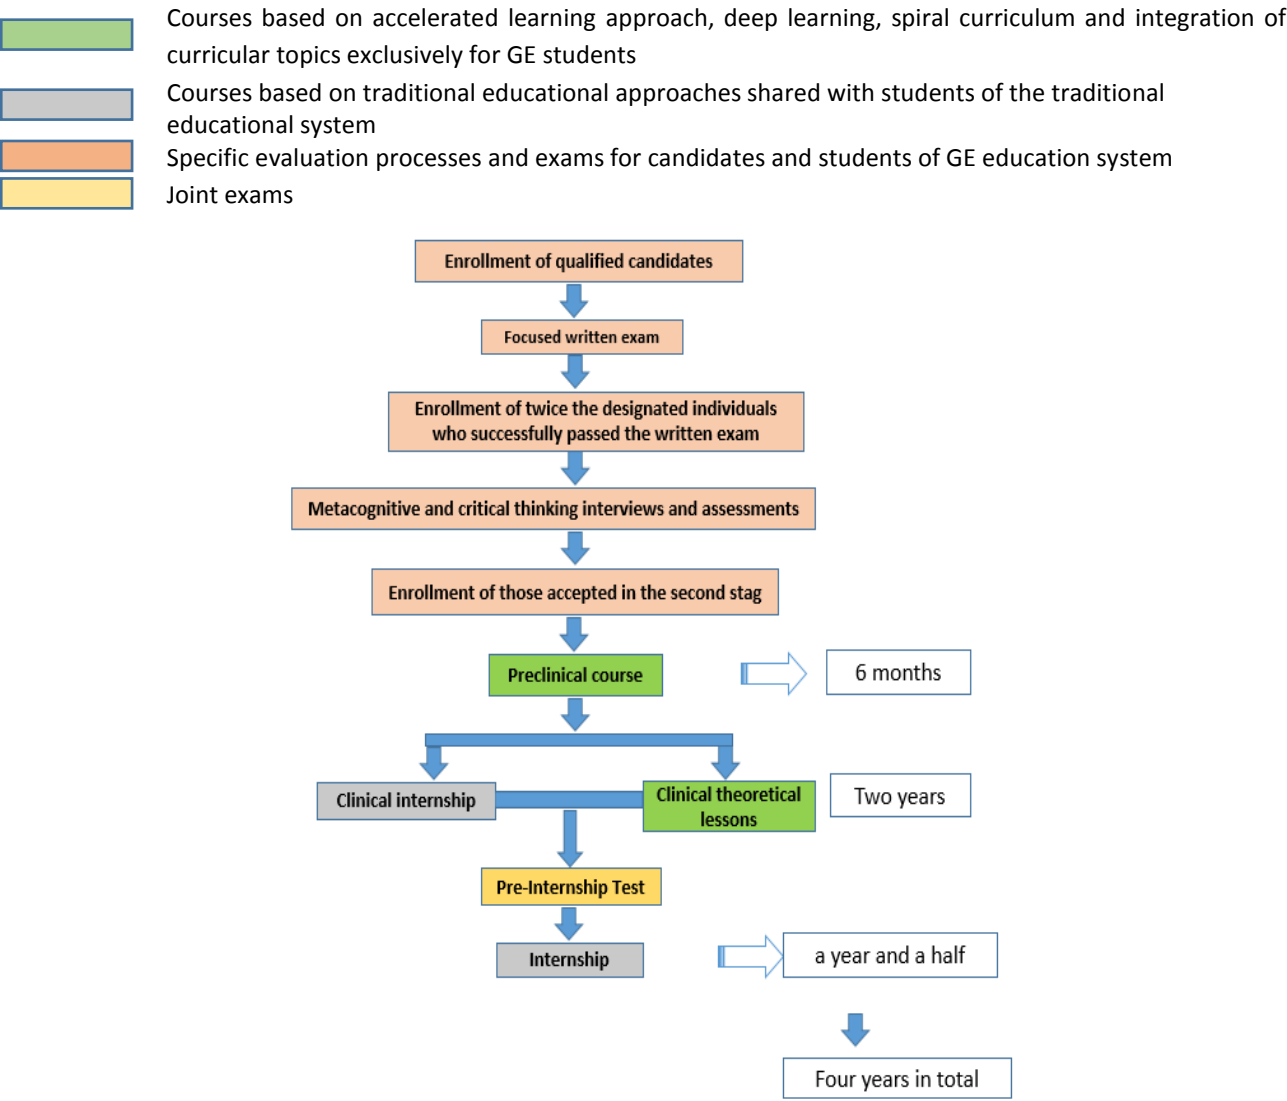 Courses based on accelerated learning approach, deep learning, spiral curriculum and integration of
curricular topics exclusively for GE students
Courses based on traditional educational approaches shared with students of the traditional
educational system
Specific evaluation processes and exams for candidates and students of GE education system
Joint exams
Enrollment of qualified candidates
Focused written exam
Enrollment of twice the designated individuals
who successfully passed the written exam
Metacognitive and critical thinking interviews and assessments
Enrollment of those accepted in the second stag
Preclinical course
6 months
Clinical internship
Clinical theoretical
lessons
Two years
Pre-Internship Test
Internship
a year and a half
Four years in total